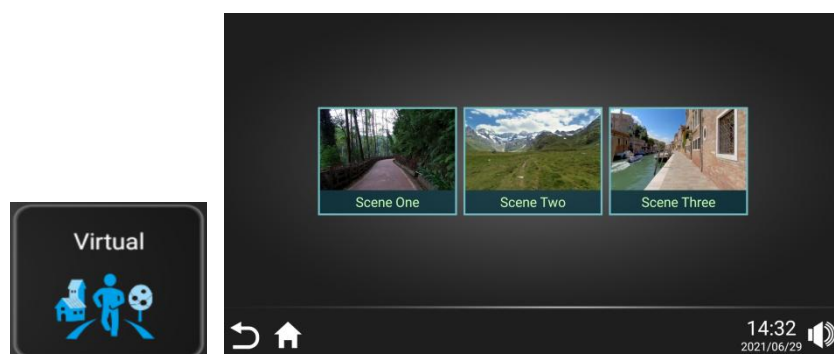 Virtual
Scene One
Scene Two
Scene Three
14:32
2021/06/29